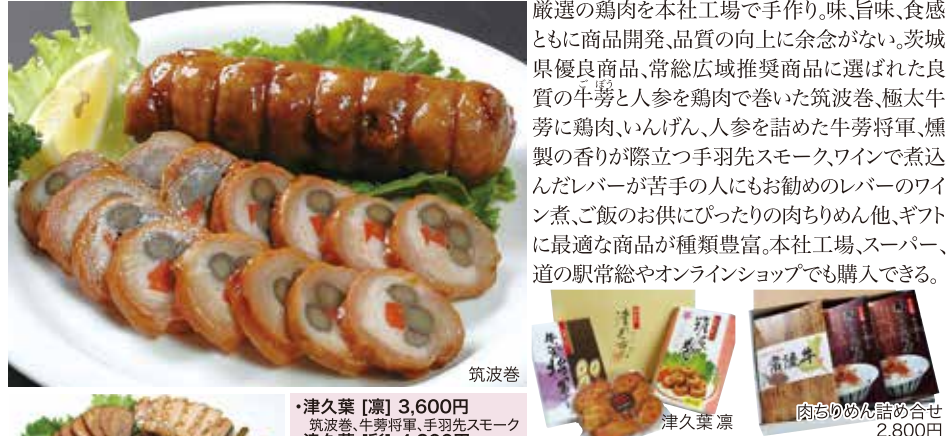 厳選の鶏肉を本社工場で手作り。味、旨味、食感
ともに商品開発、品質の向上に余念がない。茨城
県優良商品、常総広域推奨商品に選ばれた良
質の牛蒡と人参を鶏肉で巻いた筑波巻、極太牛
ごぼう
蒡に鶏肉、いんげん、人参を詰めた牛蒡将軍、燻
製の香りが際立つ手羽先スモーク、ワインで煮込
んだレバーが苦手の人にもお勧めのレバーのワイ
ン煮、ご飯のお供にぴったりの肉ちりめん他、ギフト
に最適な商品が種類豊富。本社工場、スーパー、
道の駅常総やオンラインショップでも購入できる。
筑波巻
・津久葉 [凛] 3,600円
筑波巻、牛蒡将軍、手羽先スモーク
津久葉 凛
常陸牛
肉ちりめん詰め合せ
2,800円